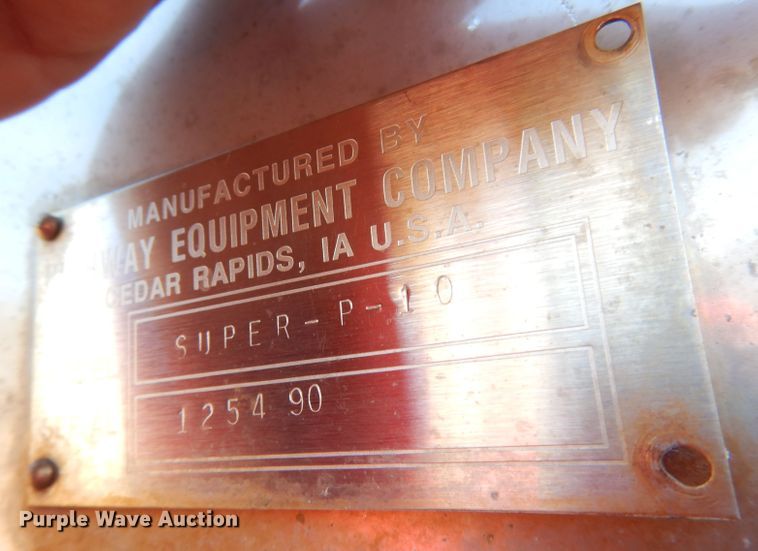 MANUFACTURED BY
EQUIPMENT COMPANY
CEDAR RAPIDS, IA U.S.A.
SUPER-P-10
1254 90
Purple Wave Auction